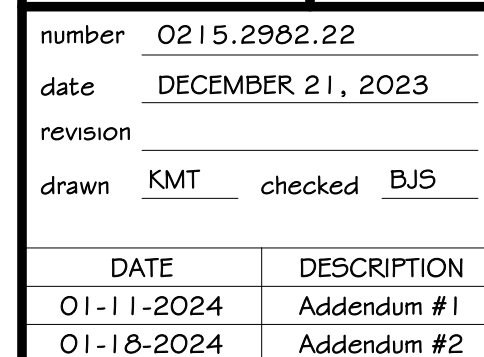 number 0215.2982.22
date DECEMBER 21, 2023
revision
drawn KMT checked BJS
DATE DESCRIPTION
01-11-2024 Addendum #1
01-18-2024 Addendum #2